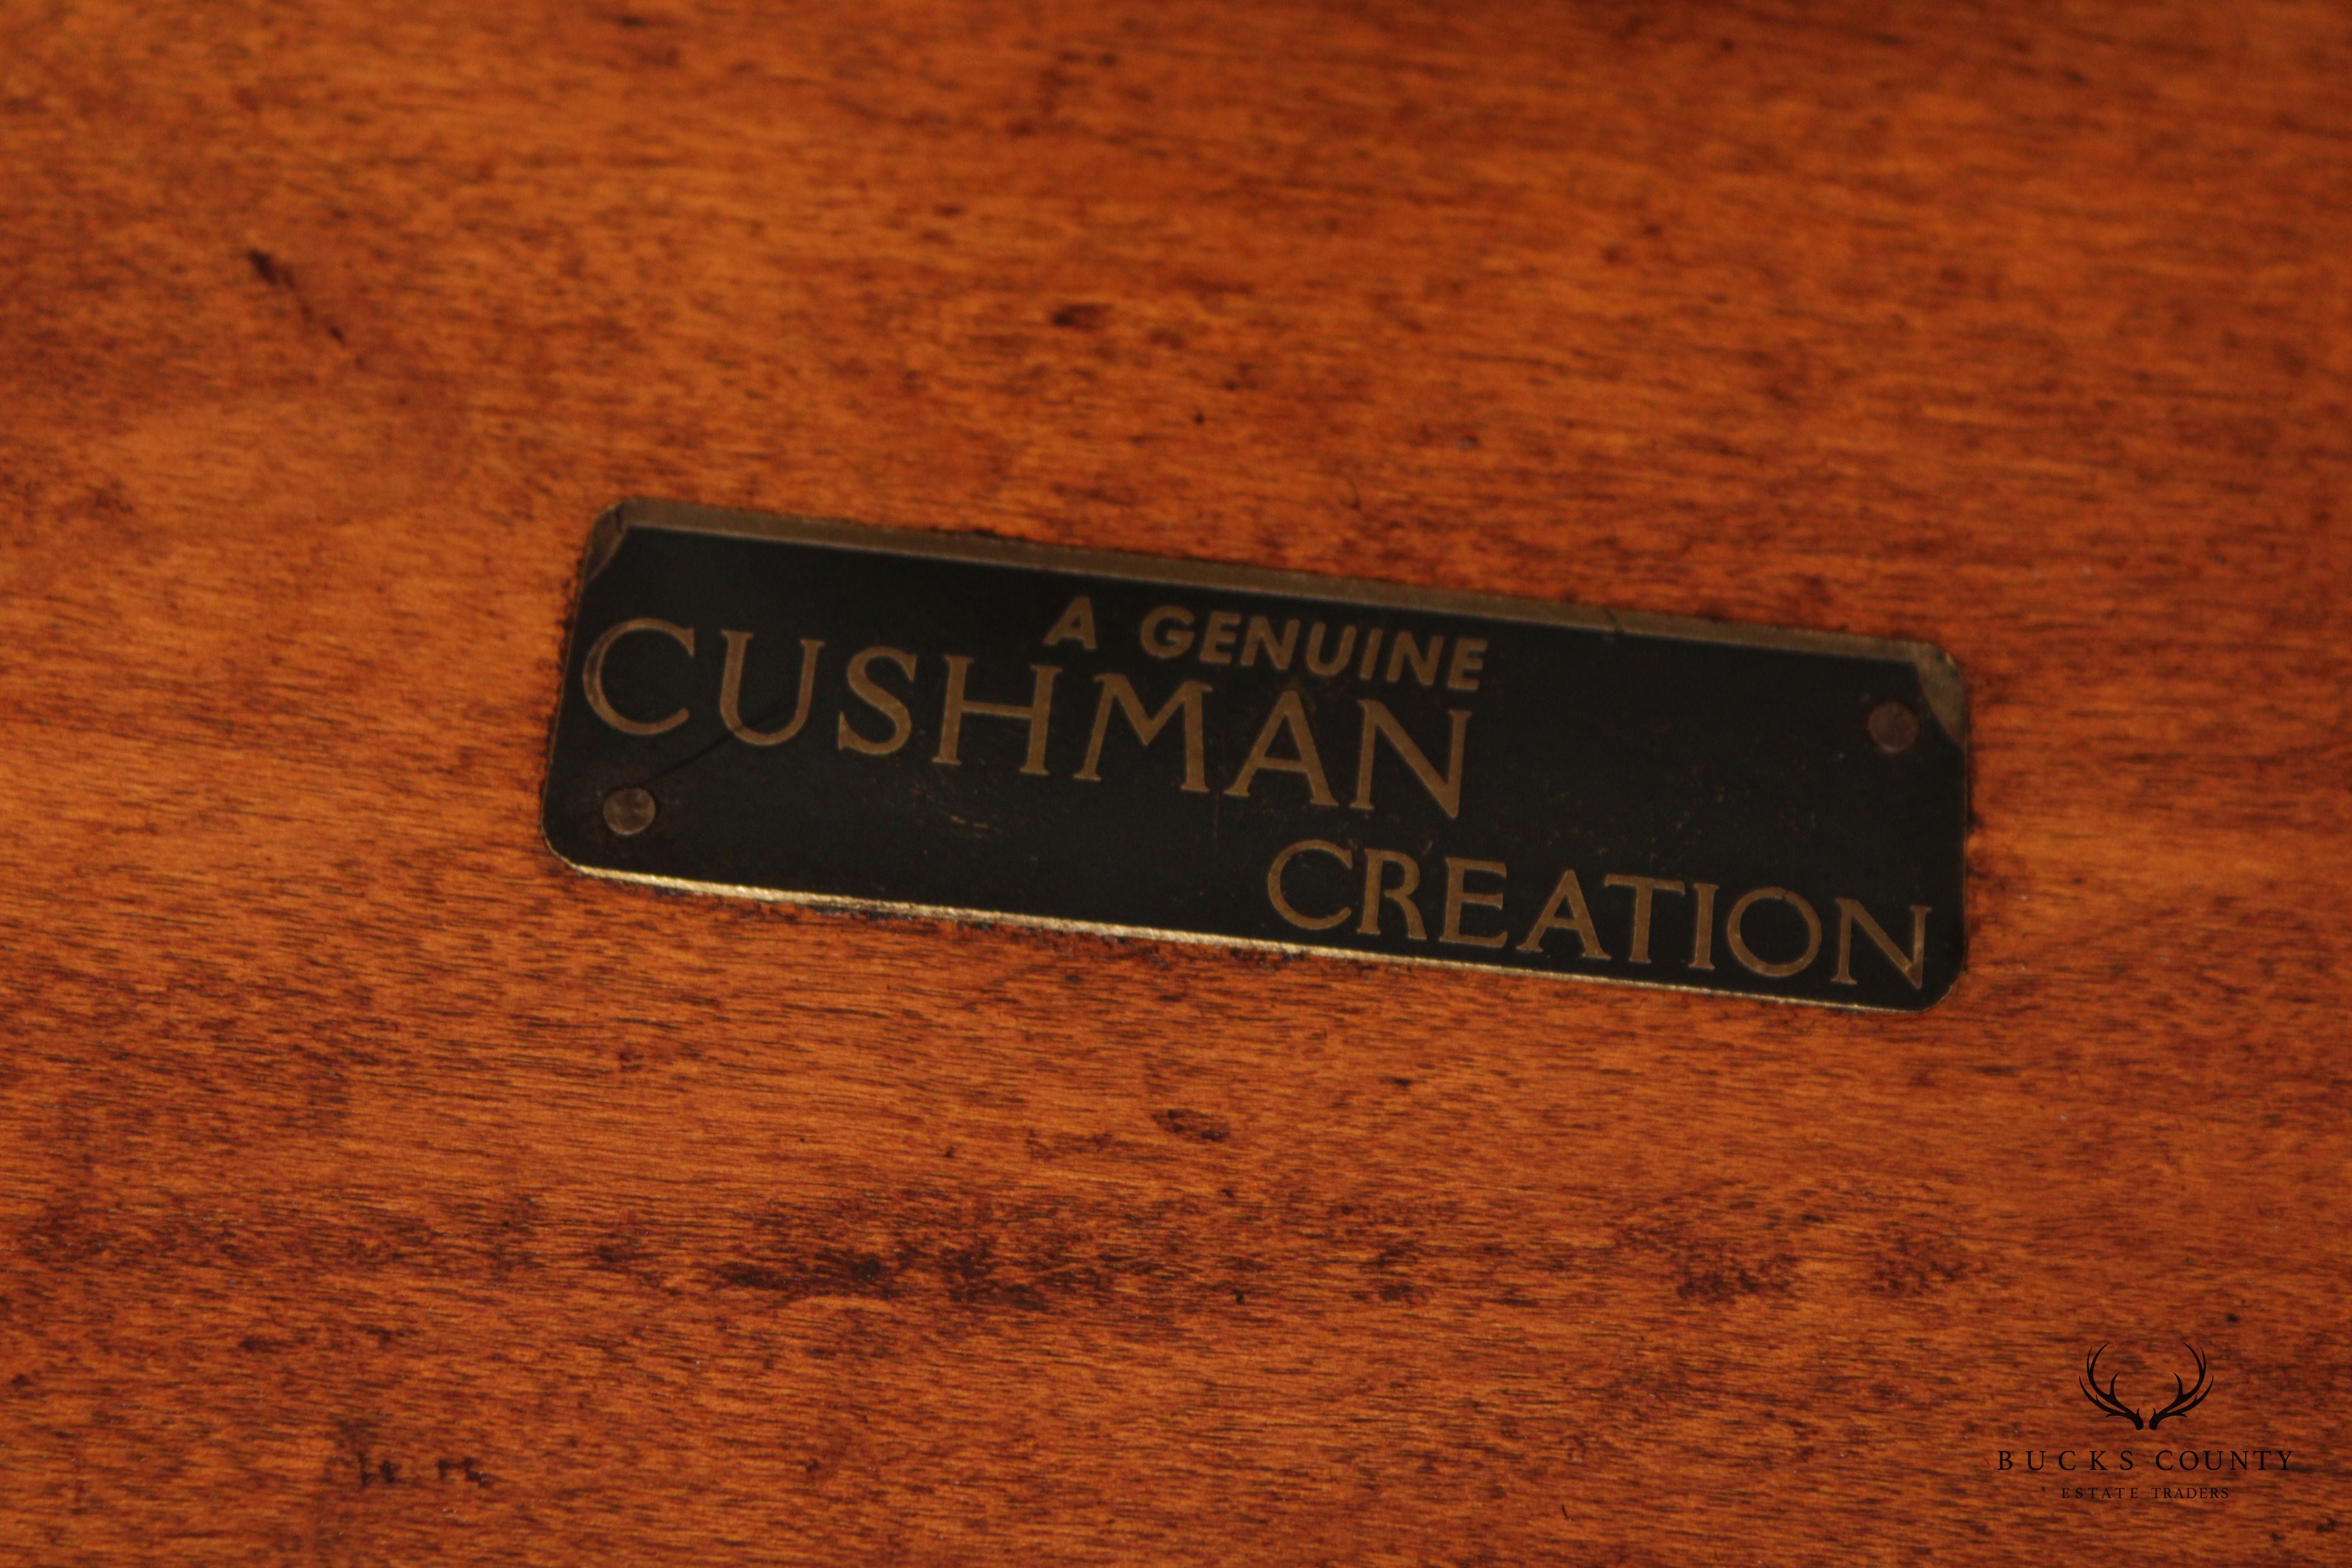 A GENUINE
CUSHMAN
CREATION
BUCKS COUNTY
ESTATE TRADERS